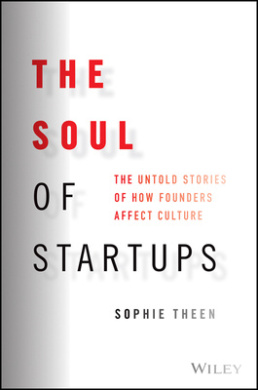 THE
SOUL
OF
STARTUPS
THE UNTOLD STORIES
OF HOW FOUNDERS
AFFECT CULTURE
SOPHIE THEEN
WILEY